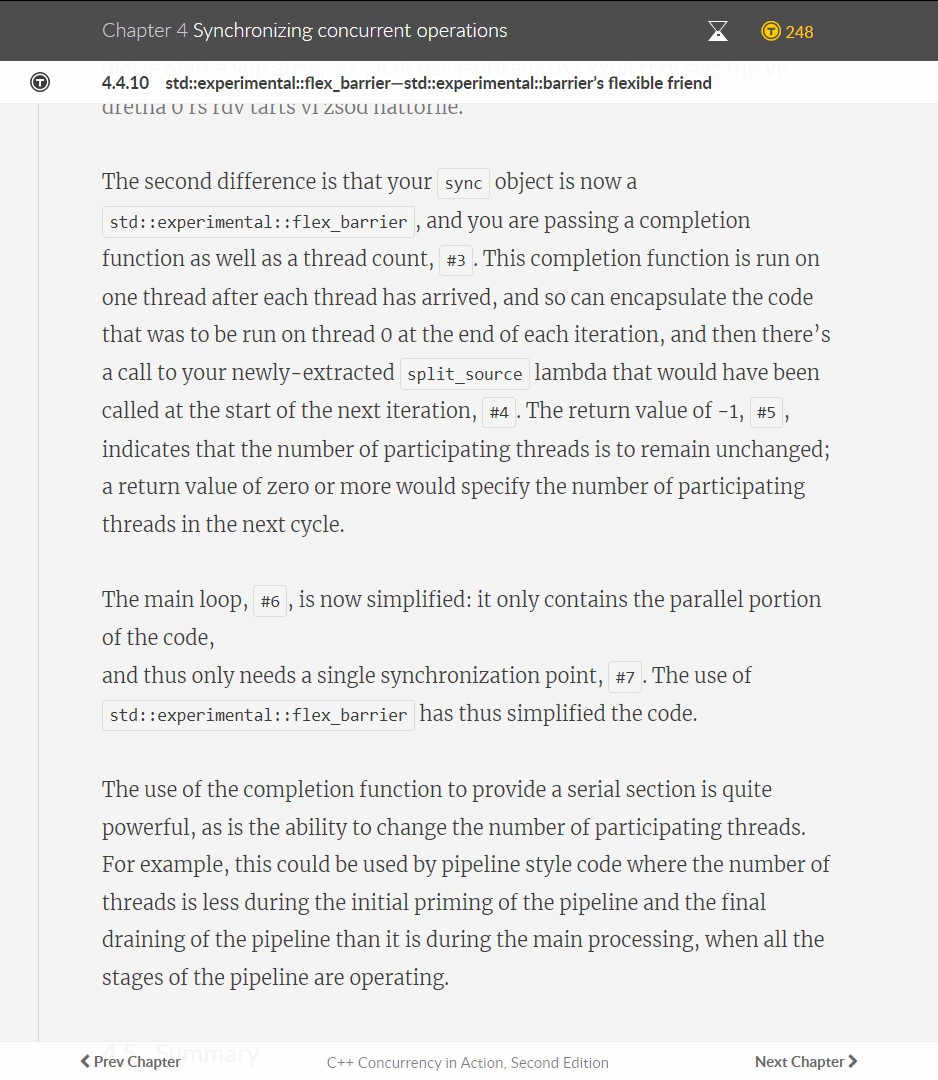 Chapter 4 Synchronizing concurrent operations
248
4.4.10 std::experimental::flex_barrier—std::experimental::barrier's flexible friend
dretha 0 rs rdv tarts vl zsod
The second difference is that your sync object is now a
std::experimental::flex_barrier , and you are passing a completion
function as well as a thread count, #3 . This completion function is run on
one thread after each thread has arrived, and so can encapsulate the code
that was to be run on thread 0 at the end of each iteration, and then there’s
a call to your newly-extracted split_source lambda that would have been
called at the start of the next iteration, #4 . The return value of -1, #5 ,
indicates that the number of participating threads is to remain unchanged;
a return value of zero or more would specify the number of participating
threads in the next cycle.
The main loop, #6 , is now simplified: it only contains the parallel portion
of the code,
and thus only needs a single synchronization point, #7 . The use of
std::experimental::flex_barrier has thus simplified the code.
The use of the completion function to provide a serial section is quite
powerful, as is the ability to change the number of participating threads.
For example, this could be used by pipeline style code where the number of
threads is less during the initial priming of the pipeline and the final
draining of the pipeline than it is during the main processing, when all the
stages of the pipeline are operating.
4.5 Summary
Prev Chapter C++ Concurrency in Action, Second Edition Next Chapter